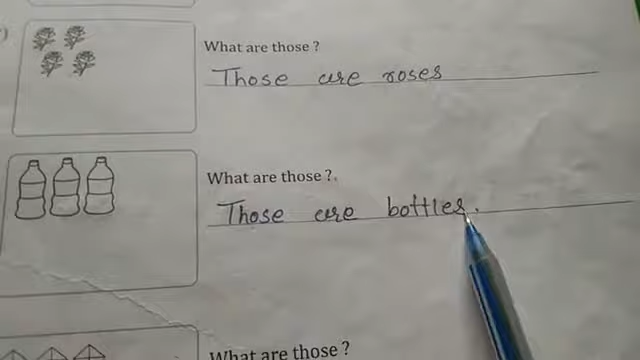 What are those ?
Those are roses
What are those ?.
Those are bottles.
What are those ?